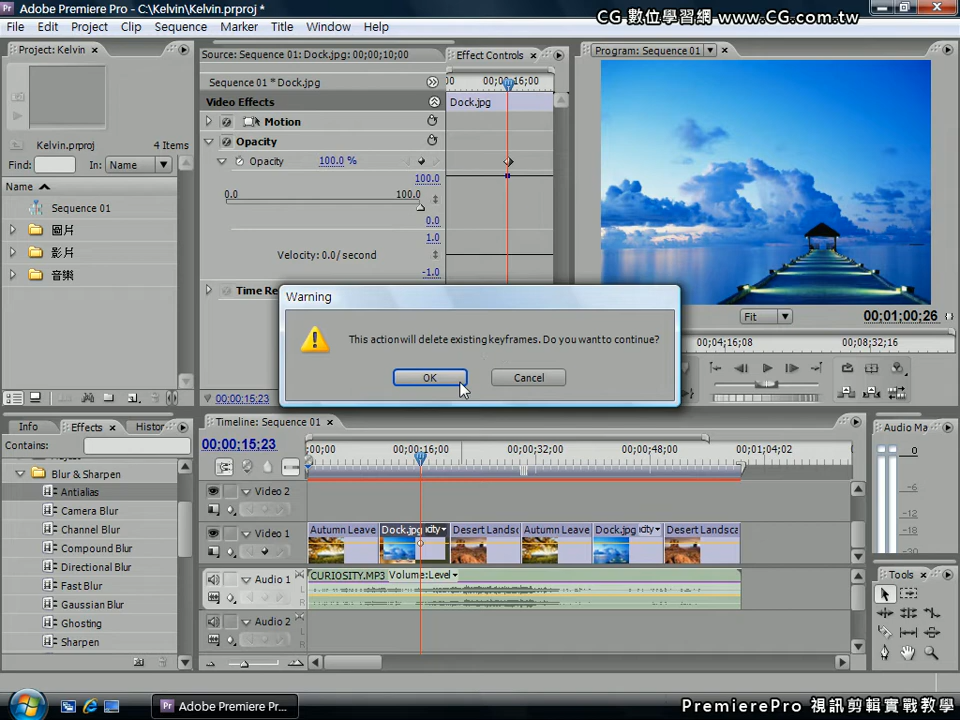 Adobe Premiere Pro - C:\Kelvin\Kelvin.prproj *
CG 數位學習網 www.CG.com.tw
File Edit Project Clip Sequence Marker Title Window Help
Project: Kelvin
Kelvin.prproj 4 Items
Find: In: Name
Name
Sequence 01
圖片
影片
音樂
Source: Sequence 01: Dock.jpg: 00;00;10;00
Effect Controls
Sequence 01 * Dock.jpg
00;00;16;00
Video Effects
Dock.jpg
Motion
Opacity
Opacity 100.0 %
100.0
0.0 100.0
0.0
1.0
Velocity: 0.0 / second
-1.0
Time Re
00;00;15;23
Program: Sequence 01
Fit
00;01;00;26
00;04;16;08 00;08;32;16
Warning
This action will delete existing keyframes. Do you want to continue?
OK
Cancel
Info Effects Histor
Contains:
Blur & Sharpen
Antialias
Camera Blur
Channel Blur
Compound Blur
Directional Blur
Fast Blur
Gaussian Blur
Ghosting
Sharpen
Timeline: Sequence 01
00;00;15;23
;00;00 00;00;16;00 00;00;32;00 00;00;48;00 00;01;04;02
Video 2
Video 1
Autumn Leave Dock.jpg icity Desert Landsc Autumn Leave Dock.jpg icity Desert Landsca
Audio 1
CURIOSITY.MP3 Volume:Level
Audio 2
Audio Ma
0
-6
-12
-18
-30
Tools
Adobe Premiere Pr...
PremierePro 視訊剪輯實戰教學